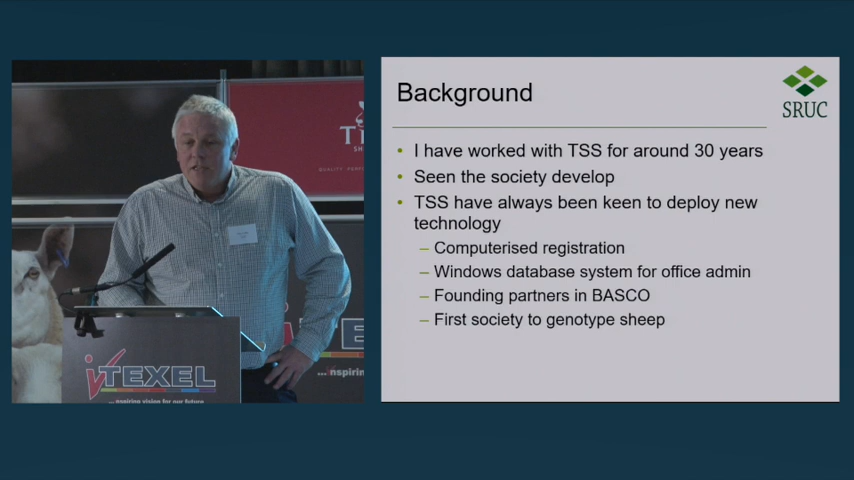 Background
SRUC
• I have worked with TSS for around 30 years
• Seen the society develop
• TSS have always been keen to deploy new
technology
– Computerised registration
– Windows database system for office admin
– Founding partners in BASCO
– First society to genotype sheep
TEXEL
...nspiring vision for our future
...nspiring